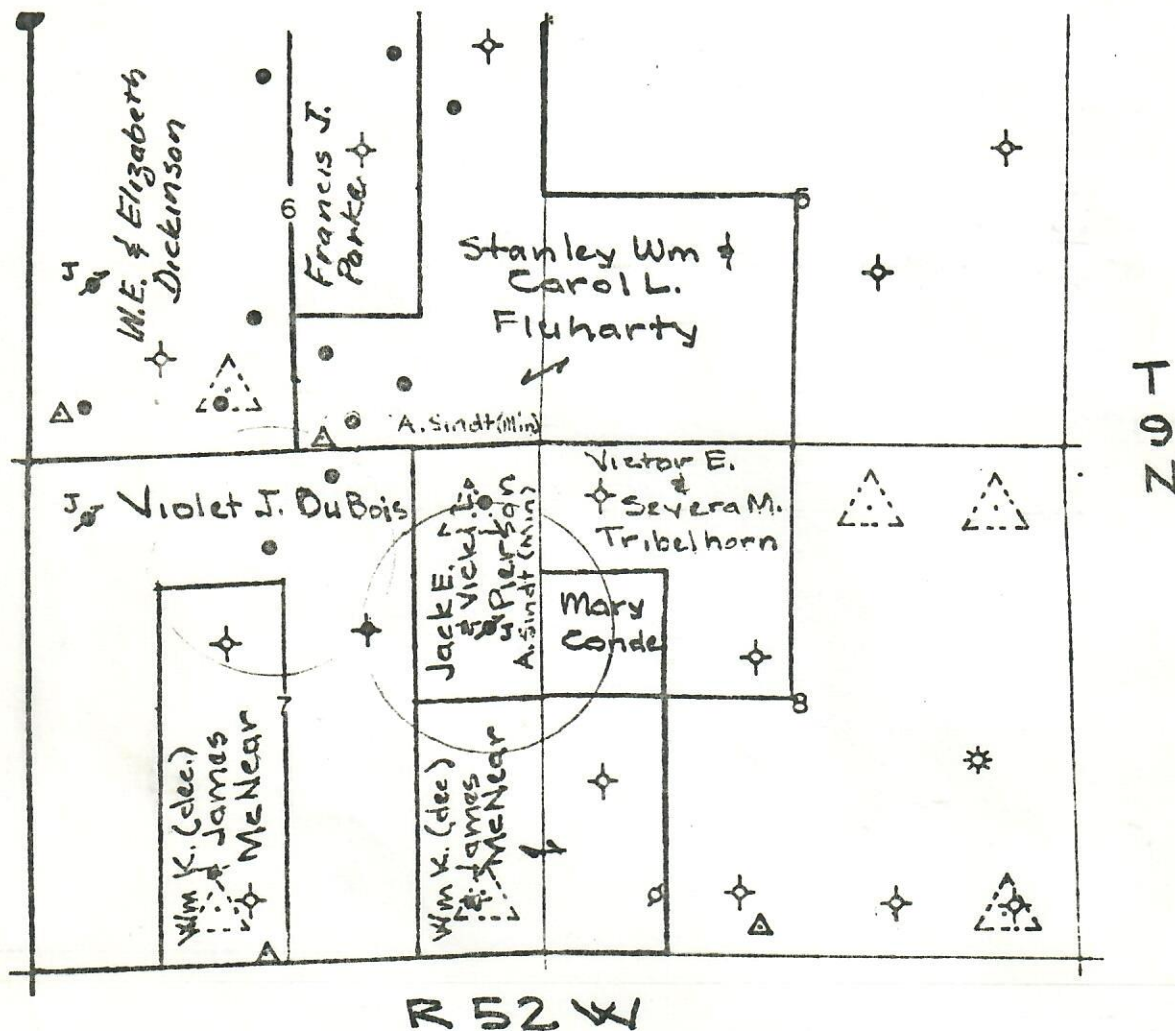 W.E. & Elizabeth
Dickinson
6
Francis J.
Parke
5
Stanley Wm &
Carol L.
Fluharty
A. Sindt (Min)
J
J
Violet J. DuBois
Jack E. &
Vicki L.
Pierson
A. Sindt (Min)
J
Victor E.
&
Severa M.
Tribelhorn
Mary
Conde
7
8
Wm K. (dec.)
& James
McNear
Wm K. (dec)
& James
McNear
T
9
N
R 52 W